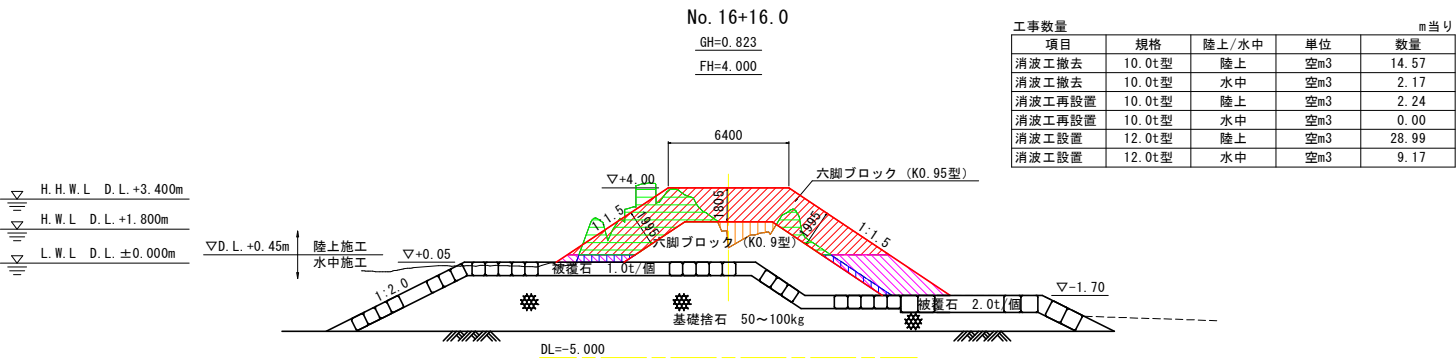 No.16+16.0
GH=0.823
FH=4.000
工事数量 m当り
項目 規格 陸上/水中 単位 数量
消波工撤去 10.0t型 陸上 空m3 14.57
消波工撤去 10.0t型 水中 空m3 2.17
消波工再設置 10.0t型 陸上 空m3 2.24
消波工再設置 10.0t型 水中 空m3 0.00
消波工設置 12.0t型 陸上 空m3 28.99
消波工設置 12.0t型 水中 空m3 9.17
6400
▽+4.00
六脚ブロック (K0.95型)
H.H.W.L D.L.+3.400m
H.W.L D.L.+1.800m
L.W.L D.L.±0.000m
▽D.L.+0.45m
陸上施工
水中施工
1:1.5
1995
1805
1995
1:1.5
六脚ブロック (K0.9型)
▽+0.05
被覆石 1.0t/個
1:2.0
▽-1.70
被覆石 2.0t/個
基礎捨石 50~100kg
DL=-5.000